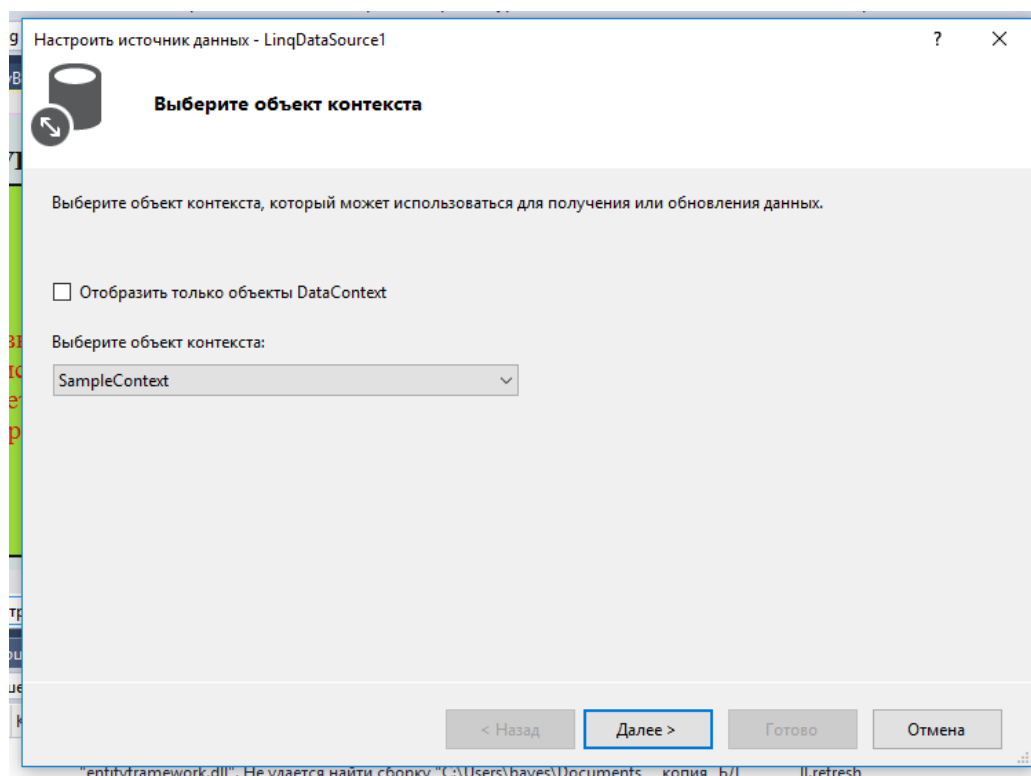 Настроить источник данных - LinqDataSource1
?
Выберите объект контекста
Выберите объект контекста, который может использоваться для получения или обновления данных.
Отобразить только объекты DataContext
Выберите объект контекста:
SampleContext
< Назад
Далее >
Готово
Отмена
"entityframework.dll". Не удается найти сборку "C:\Users\bayes\Documents копия